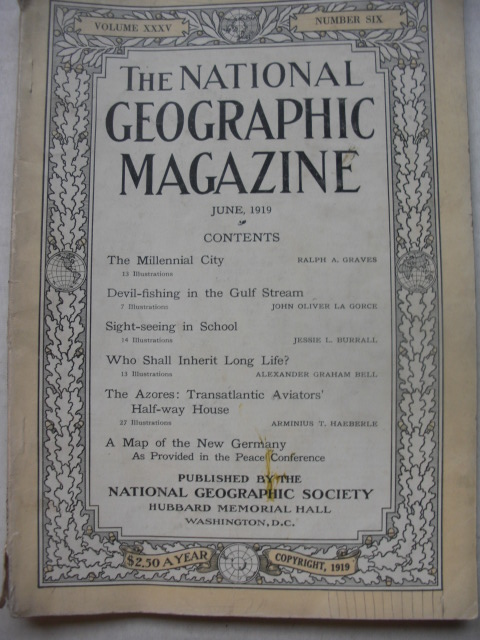 VOLUME XXXV NUMBER SIX
THE NATIONAL
GEOGRAPHIC
MAGAZINE
JUNE, 1919
CONTENTS
The Millennial City RALPH A. GRAVES
13 Illustrations
Devil-fishing in the Gulf Stream
7 Illustrations JOHN OLIVER LA GORCE
Sight-seeing in School
14 Illustrations JESSIE L. BURRALL
Who Shall Inherit Long Life?
13 Illustrations ALEXANDER GRAHAM BELL
The Azores: Transatlantic Aviators'
Half-way House
27 Illustrations ARMINIUS T. HAEBERLE
A Map of the New Germany
As Provided in the Peace Conference
PUBLISHED BY THE
NATIONAL GEOGRAPHIC SOCIETY
HUBBARD MEMORIAL HALL
WASHINGTON, D.C.
$2.50 A YEAR COPYRIGHT, 1919